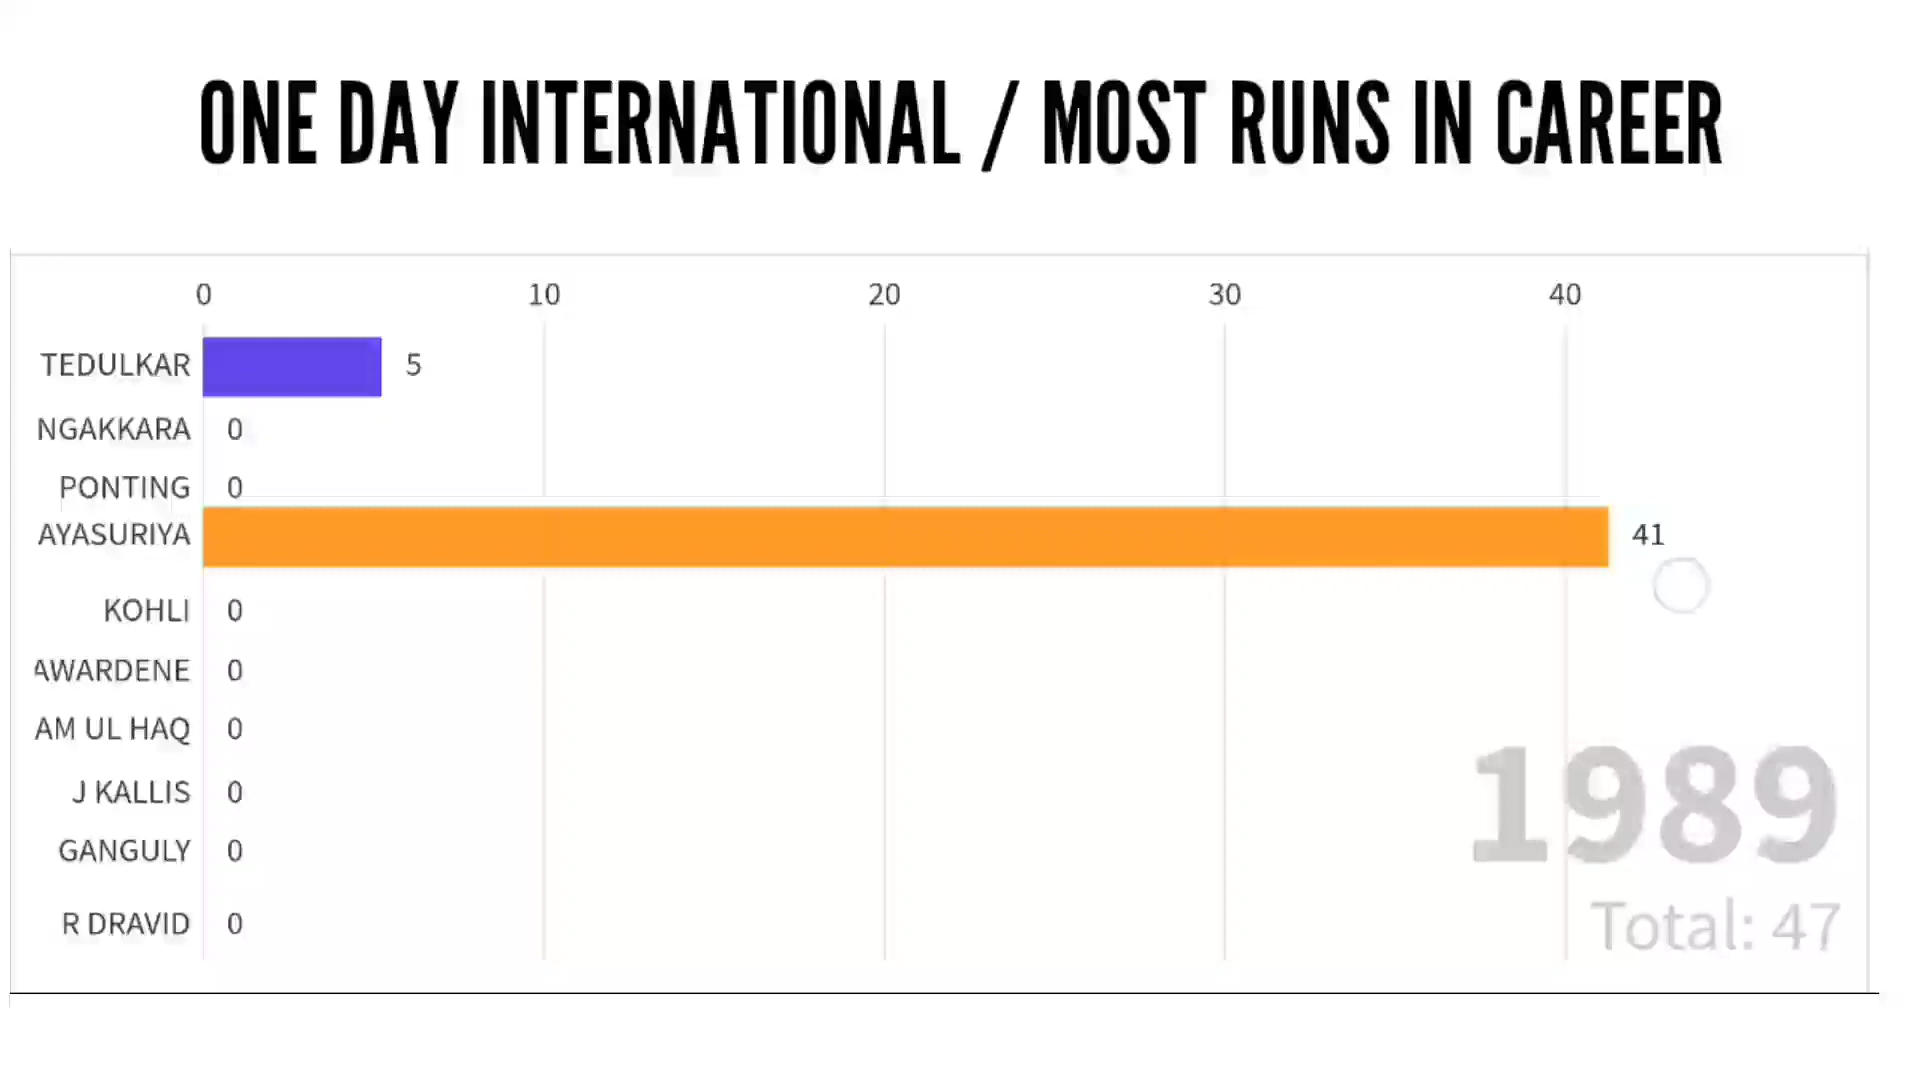 ONE DAY INTERNATIONAL / MOST RUNS IN CAREER
0 10 20 30 40
TEDULKAR 5
NGAKKARA 0
PONTING 0
AYASURIYA 41
KOHLI 0
AWARDENE 0
AM UL HAQ 0
J KALLIS 0
GANGULY 0
R DRAVID 0
1989
Total: 47